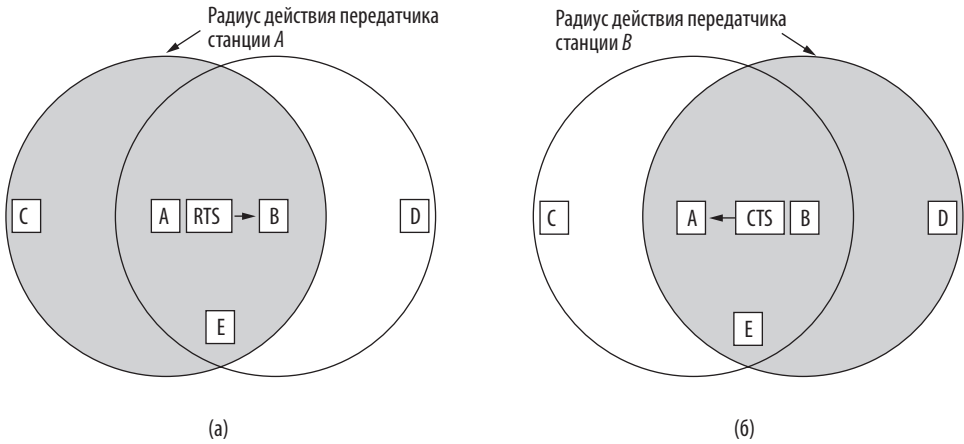 Радиус действия передатчика
станции A
C
A
RTS
B
D
E
(а)
Радиус действия передатчика
станции B
C
A
CTS
B
D
E
(б)